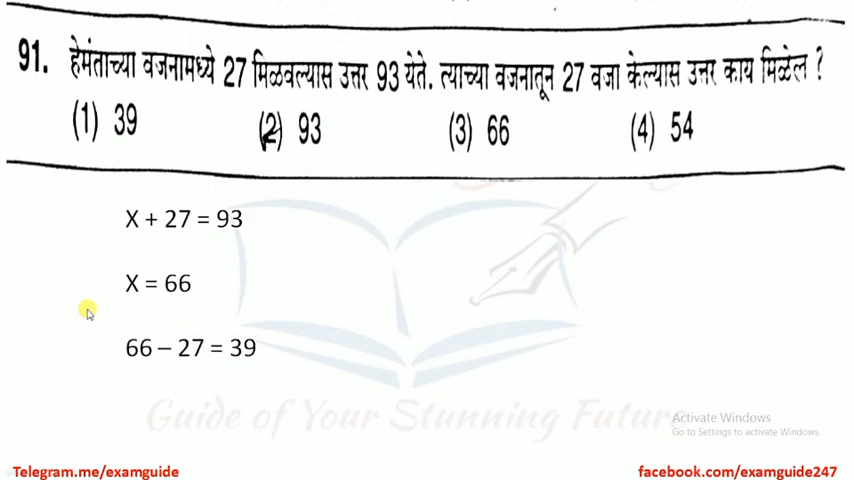 91. हेमंताच्या वजनामध्ये 27 मिळवल्यास उत्तर 93 येते. त्याच्या वजनातून 27 वजा केल्यास उत्तर काय मिळेल ?
(1) 39 (2) 93 (3) 66 (4) 54
X + 27 = 93
X = 66
66 – 27 = 39
Guide of Your Stunning Future
Activate Windows
Go to Settings to activate Windows.
Telegram.me/examguide facebook.com/examguide247